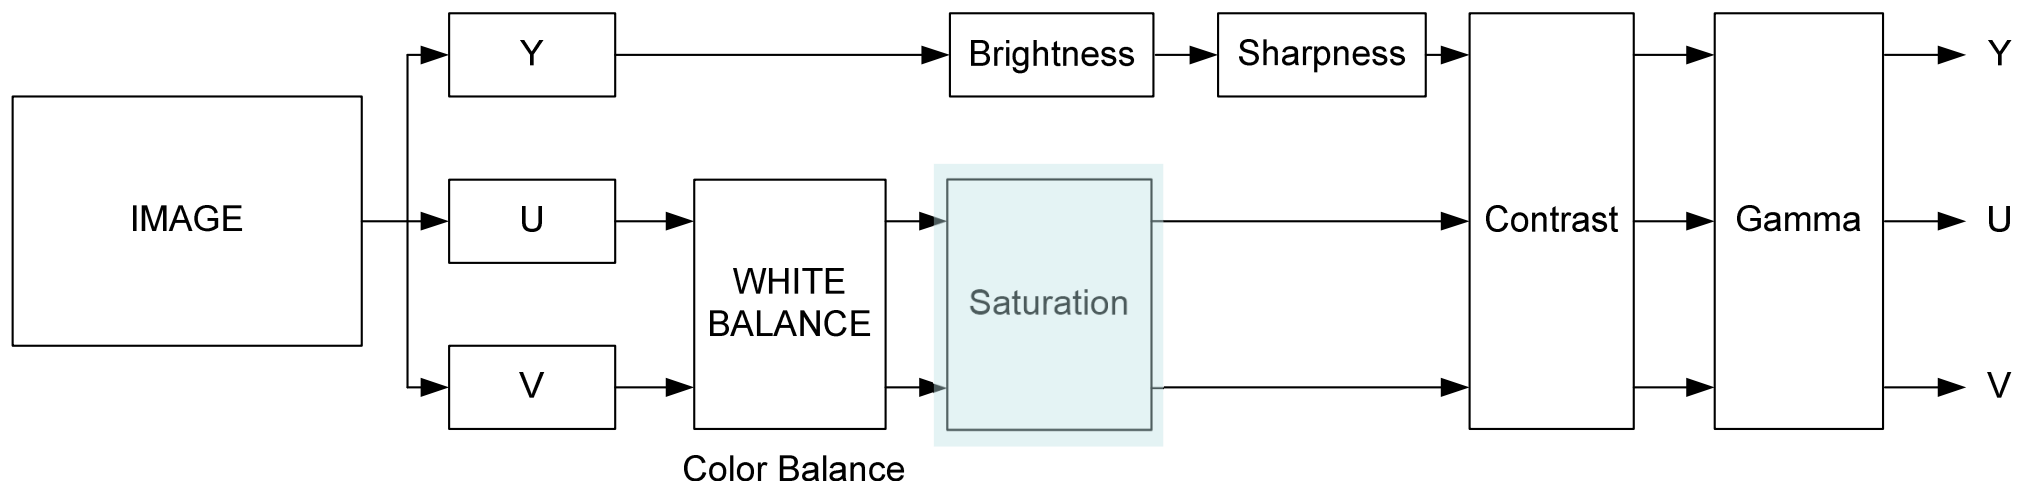 Y
Brightness
Sharpness
Y
IMAGE
U
WHITE
BALANCE
Saturation
Contrast
Gamma
U
V
V
Color Balance